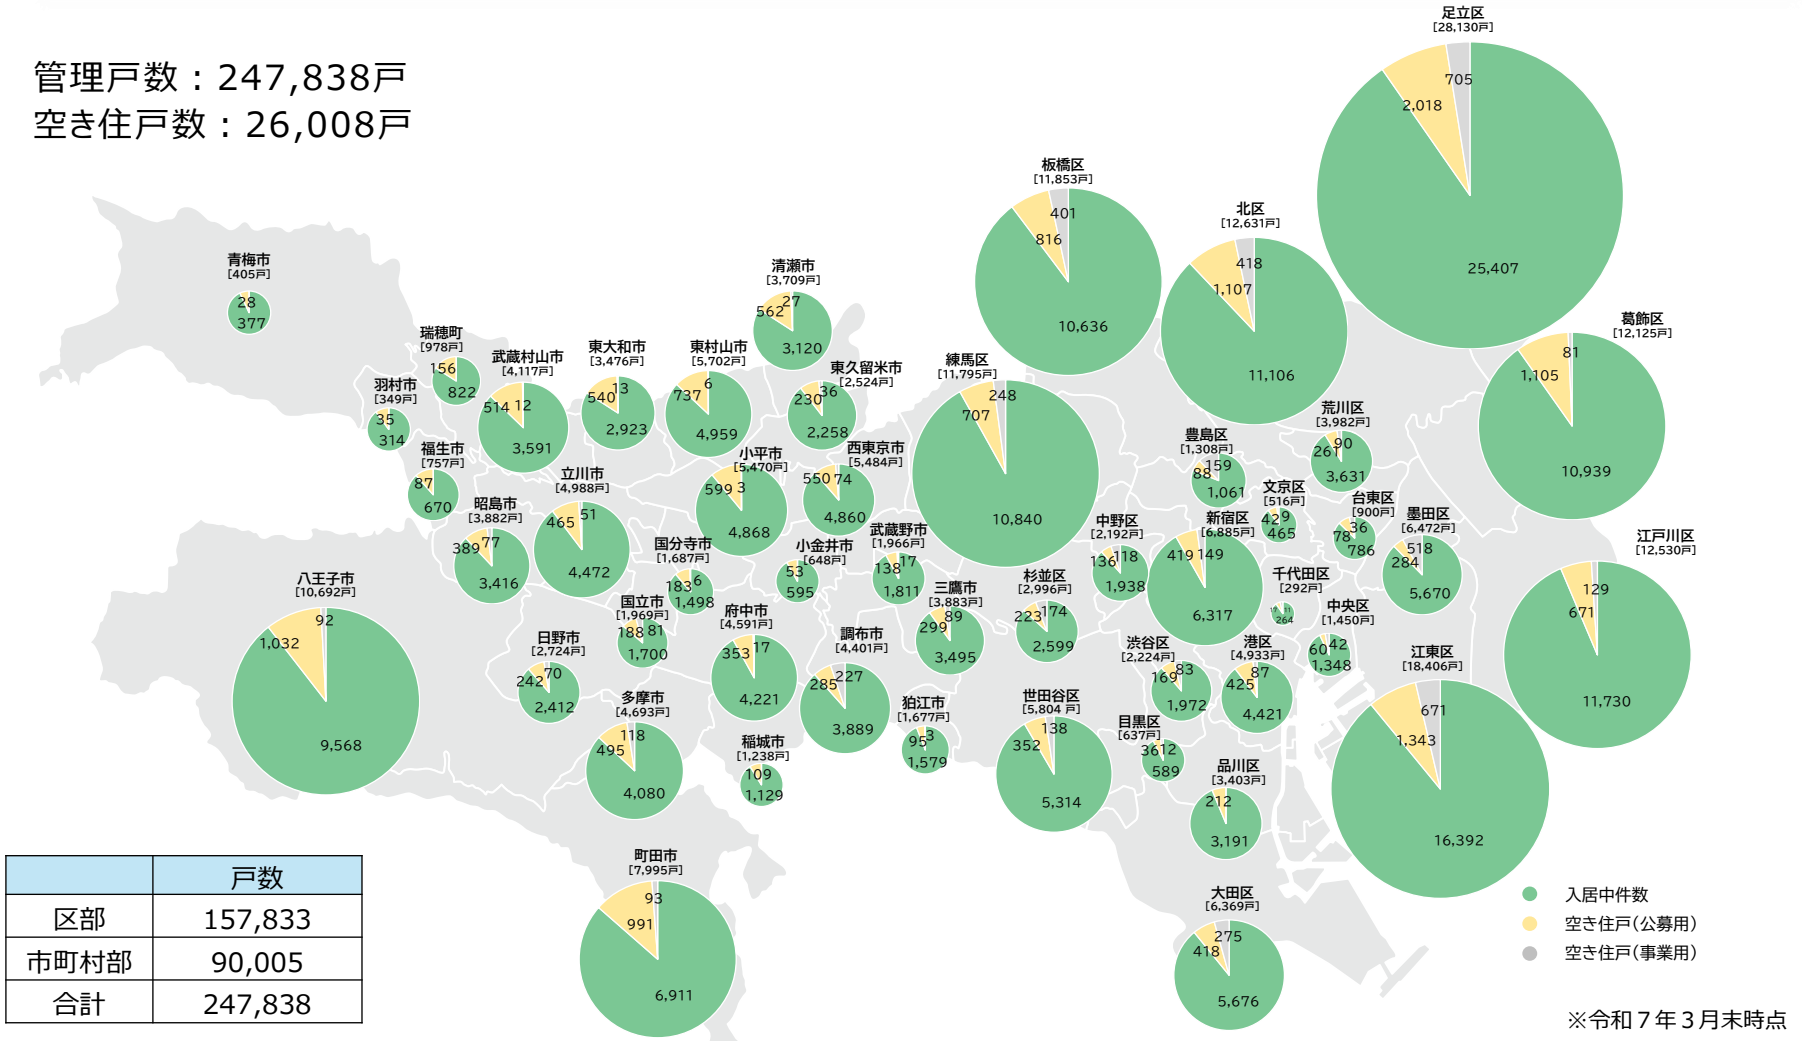 管理戸数：247,838戸
空き住戸数：26,008戸
足立区
[28,130戸]
705
2,018
25,407
板橋区
[11,853戸]
401
816
10,636
北区
[12,631戸]
418
1,107
11,106
葛飾区
[12,125戸]
81
1,105
10,939
青梅市
[405戸]
28
377
清瀬市
[3,709戸]
27
562
3,120
瑞穂町
[978戸]
156
822
武蔵村山市
[4,117戸]
514 12
3,591
東大和市
[3,476戸]
13
540
2,923
東村山市
[5,702戸]
6
737
4,959
東久留米市
[2,524戸]
36
230
2,258
練馬区
[11,795戸]
248
707
10,840
羽村市
[349戸]
35
314
福生市
[757戸]
87
670
荒川区
[3,982戸]
90
261
3,631
豊島区
[1,308戸]
159
88
1,061
昭島市
[3,882戸]
77
389
3,416
立川市
[4,988戸]
51
465
4,472
小平市
[5,470戸]
599 3
4,868
西東京市
[5,484戸]
550 74
4,860
文京区
[516戸]
42 9
465
台東区
[900戸]
36
78
786
墨田区
[6,472戸]
518
284
5,670
江戸川区
[12,530戸]
129
671
11,730
国分寺市
[1,687戸]
183 6
1,498
小金井市
[648戸]
53
595
武蔵野市
[1,966戸]
17
138
1,811
中野区
[2,192戸]
118
136
1,938
新宿区
[6,885戸]
419 149
6,317
八王子市
[10,692戸]
92
1,032
9,568
国立市
[1,969戸]
188 81
1,700
三鷹市
[3,883戸]
89
299
3,495
杉並区
[2,996戸]
174
223
2,599
千代田区
[292戸]
17 11
264
中央区
[1,450戸]
42
60
1,348
日野市
[2,724戸]
70
242
2,412
府中市
[4,591戸]
17
353
4,221
調布市
[4,401戸]
227
285
3,889
渋谷区
[2,224戸]
83
169
1,972
港区
[4,933戸]
87
425
4,421
江東区
[18,406戸]
671
1,343
16,392
多摩市
[4,693戸]
118
495
4,080
稲城市
[1,238戸]
109
1,129
狛江市
[1,677戸]
95 3
1,579
世田谷区
[5,804 戸]
138
352
5,314
目黒区
[637戸]
36 12
589
品川区
[3,403戸]
212
3,191
町田市
[7,995戸]
93
991
6,911
大田区
[6,369戸]
275
418
5,676
戸数
区部 157,833
市町村部 90,005
合計 247,838
入居中件数
空き住戸(公募用)
空き住戸(事業用)
※令和７年３月末時点